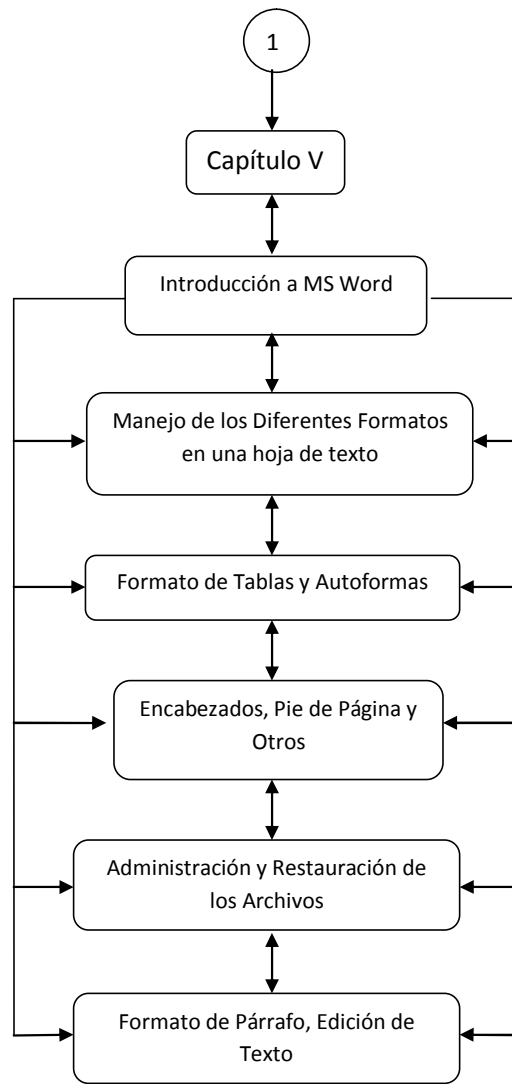 1
Capítulo V
Introducción a MS Word
Manejo de los Diferentes Formatos
en una hoja de texto
Formato de Tablas y Autoformas
Encabezados, Pie de Página y
Otros
Administración y Restauración de
los Archivos
Formato de Párrafo, Edición de
Texto